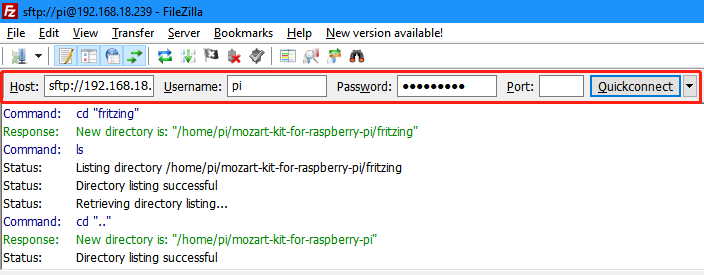 sftp://pi@192.168.18.239 - FileZilla
File Edit View Transfer Server Bookmarks Help New version available!
Host: sftp://192.168.18. Username: pi Password: ●●●●●●●●● Port: Quickconnect
Command: cd "fritzing"
Response: New directory is: "/home/pi/mozart-kit-for-raspberry-pi/fritzing"
Command: ls
Status: Listing directory /home/pi/mozart-kit-for-raspberry-pi/fritzing
Status: Directory listing successful
Status: Retrieving directory listing...
Command: cd ".."
Response: New directory is: "/home/pi/mozart-kit-for-raspberry-pi"
Status: Directory listing successful